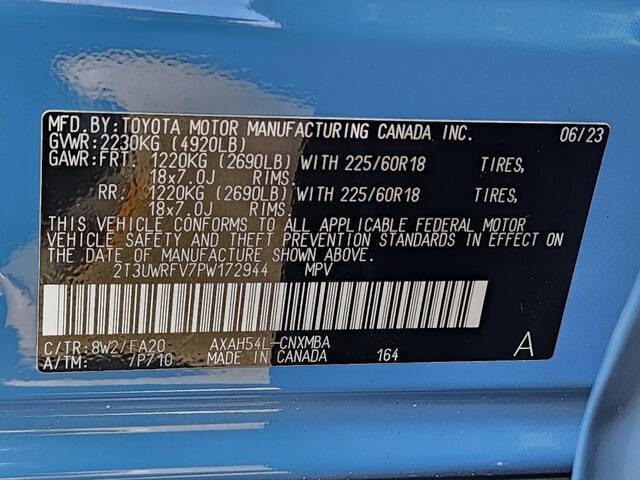 MFD.BY:TOYOTA MOTOR MANUFACTURING CANADA INC. 06/23
GVWR:2230KG (4920LB)
GAWR:FRT: 1220KG (2690LB) WITH 225/60R18 TIRES,
18x7.0J RIMS.
RR: 1220KG (2690LB) WITH 225/60R18 TIRES,
18x7.0J RIMS.
THIS VEHICLE CONFORMS TO ALL APPLICABLE FEDERAL MOTOR
VEHICLE SAFETY AND THEFT PREVENTION STANDARDS IN EFFECT ON
THE DATE OF MANUFACTURE SHOWN ABOVE.
2T3UWRFV7PW172944 MPV
C/TR:8W2/FA20 AXAH54L-CNXMBA
A/TM: /P710 MADE IN CANADA 164 A